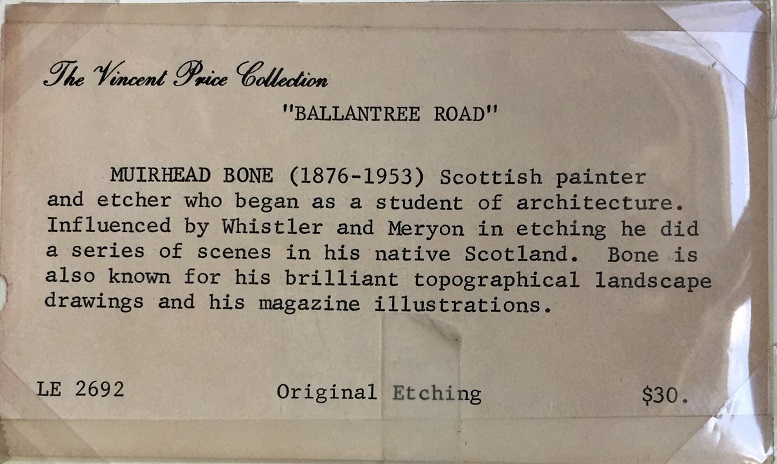 The Vincent Price Collection
"BALLANTREE ROAD"
MUIRHEAD BONE (1876-1953) Scottish painter
and etcher who began as a student of architecture.
Influenced by Whistler and Meryon in etching he did
a series of scenes in his native Scotland.  Bone is
also known for his brilliant topographical landscape
drawings and his magazine illustrations.
LE 2692 Original Etching $30.